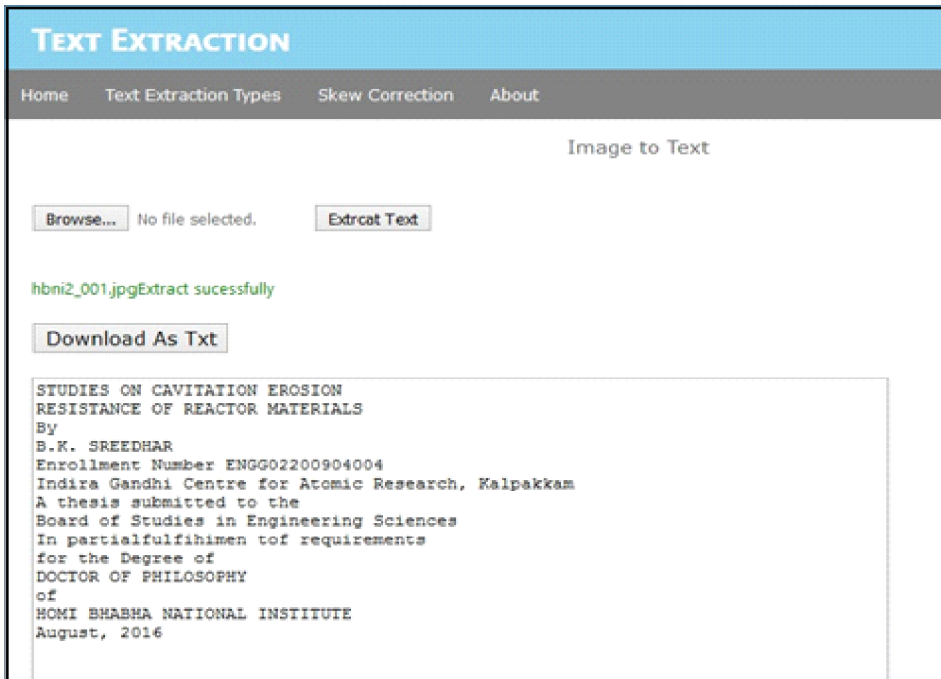 TEXT EXTRACTION
Home Text Extraction Types Skew Correction About
Image to Text
Browse... No file selected. Extrcat Text
hbni2_001.jpgExtract sucessfully
Download As Txt
STUDIES ON CAVITATION EROSION
RESISTANCE OF REACTOR MATERIALS
By
B.K. SREEDHAR
Enrollment Number ENGG02200904004
Indira Gandhi Centre for Atomic Research, Kalpakkam
A thesis submitted to the
Board of Studies in Engineering Sciences
In partialfulfihimen tof requirements
for the Degree of
DOCTOR OF PHILOSOPHY
of
HOMI BHABHA NATIONAL INSTITUTE
August, 2016